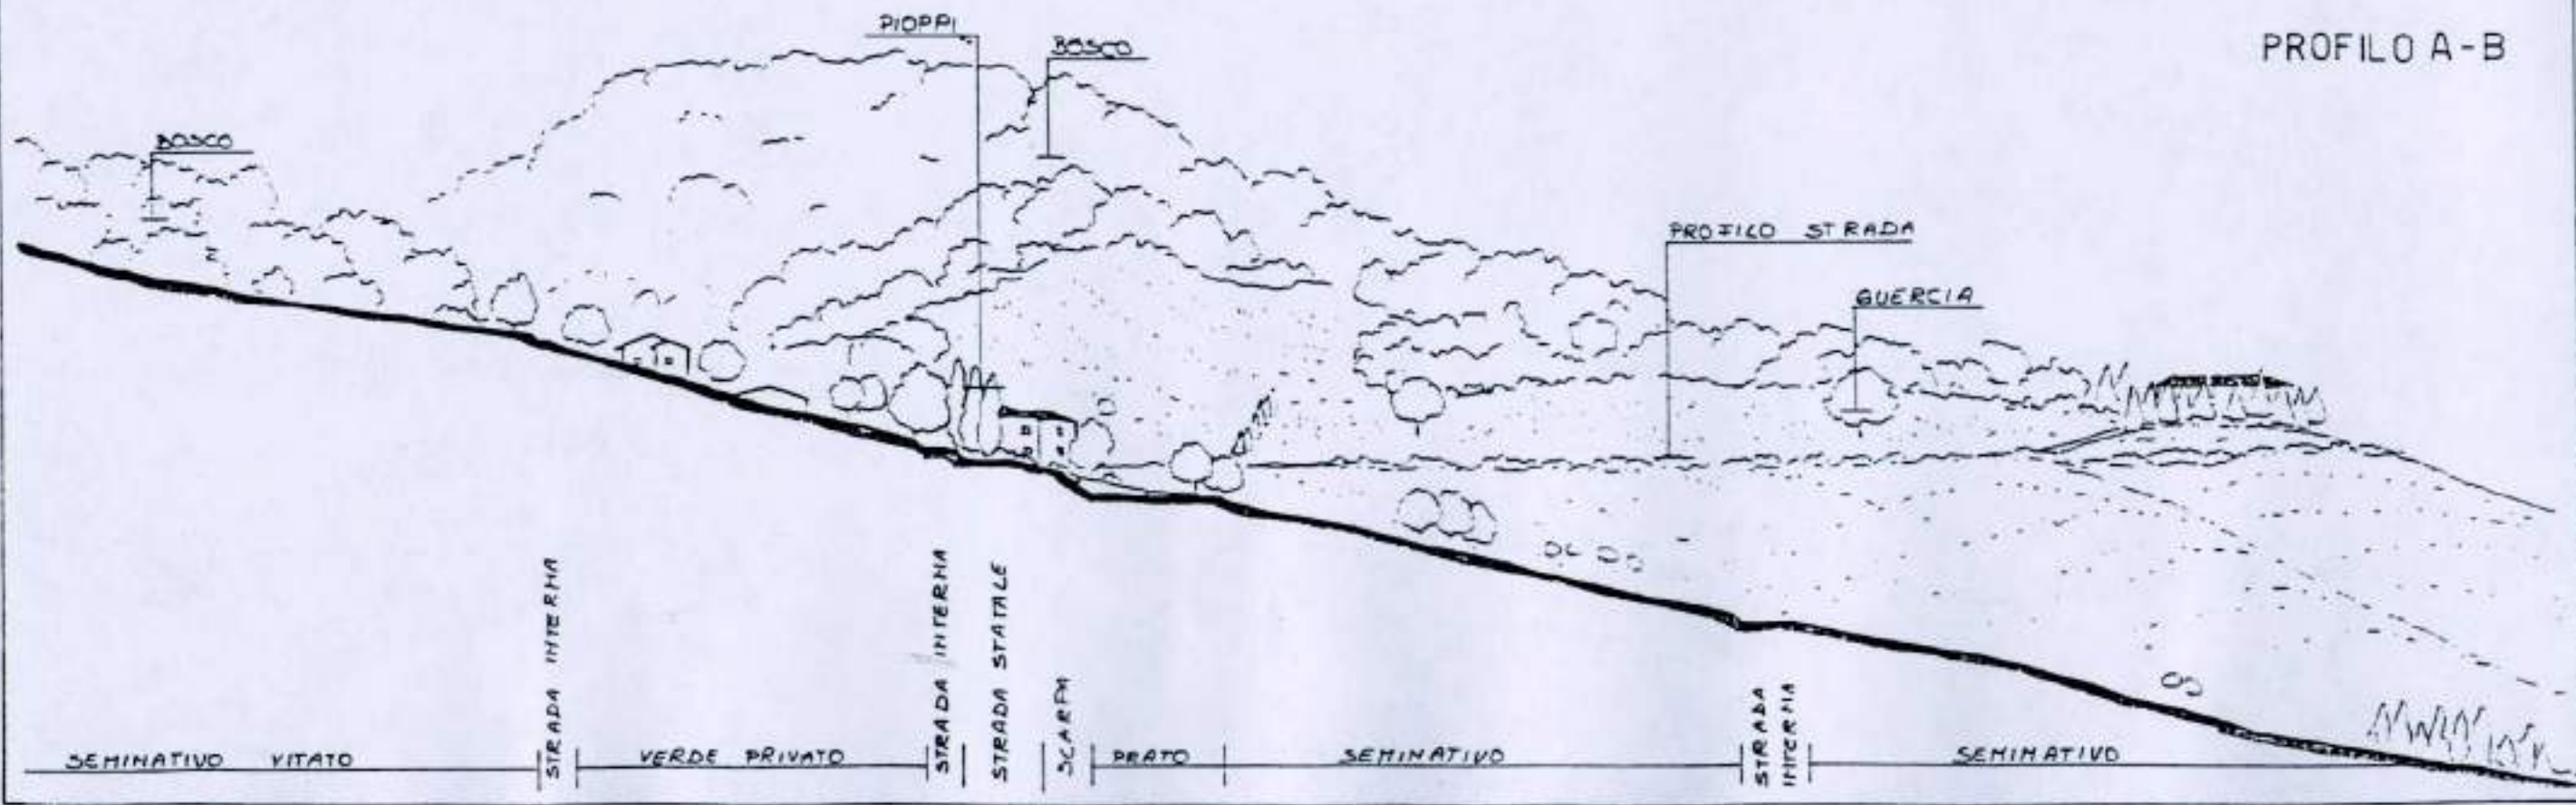 PROFILO A-B
PIOPPI
BOSCO
BOSCO
PROFILO STRADA
QUERCIA
SEMINATIVO VITATO
STRADA INTERNA
VERDE PRIVATO
STRADA INTERNA
STRADA STATALE
SCARPA
PRATO
SEMINATIVO
STRADA
INTERNA
SEMINATIVO